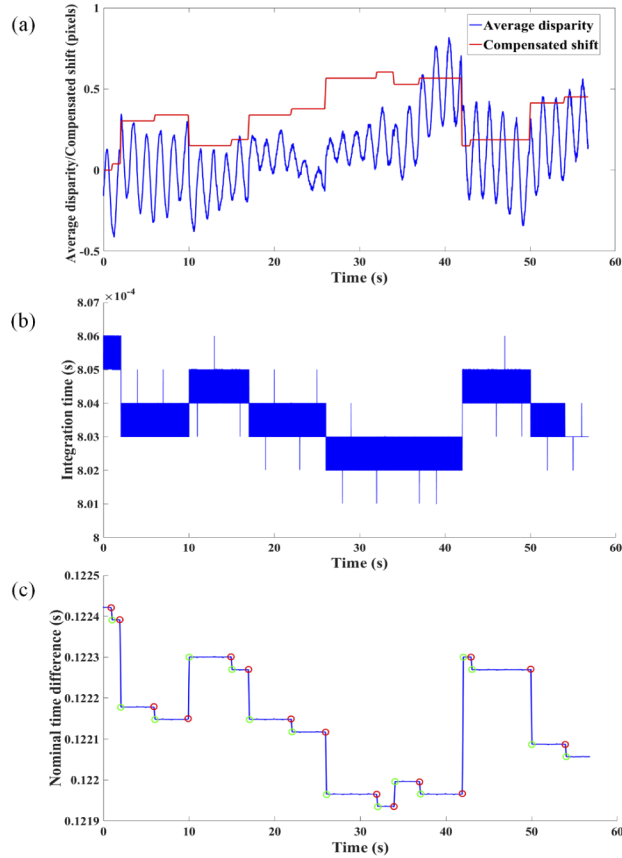 (a)
Average disparity/Compensated shift (pixels)
1
0.5
0
-0.5
Average disparity
Compensated shift
0 10 20 30 40 50 60
Time (s)
(b)
Integration time (s)
×10⁻⁴
8.07
8.06
8.05
8.04
8.03
8.02
8.01
8
0 10 20 30 40 50 60
Time (s)
(c)
Nominal time difference (s)
0.1225
0.1224
0.1223
0.1222
0.1221
0.122
0.1219
0 10 20 30 40 50 60
Time (s)